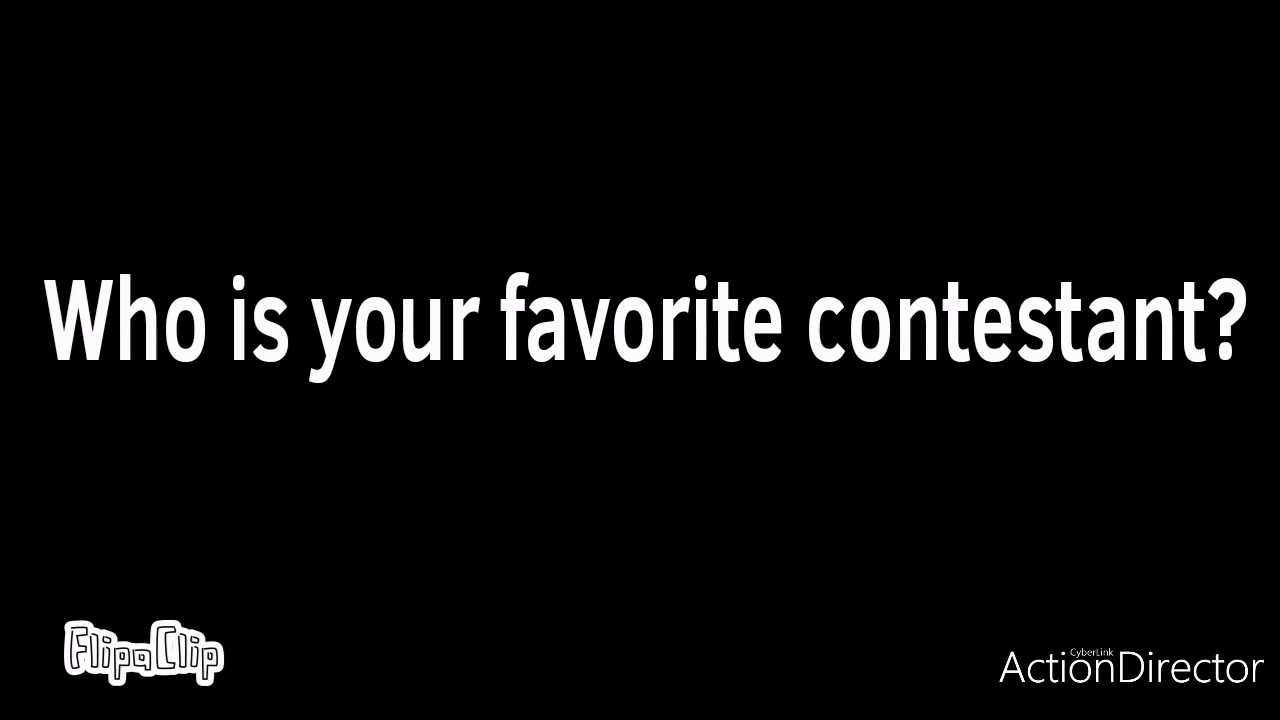 Who is your favorite contestant?
FlipaClip
CyberLink
ActionDirector